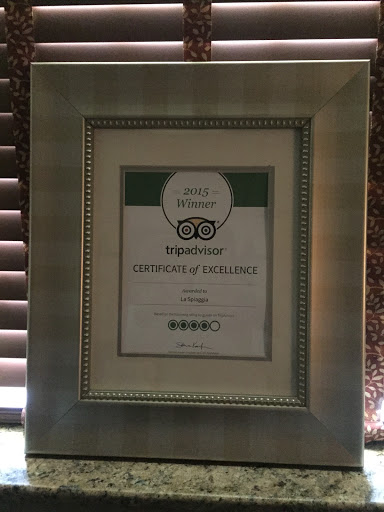 2015
Winner
tripadvisor
CERTIFICATE of EXCELLENCE
awarded to
La Spiaggia